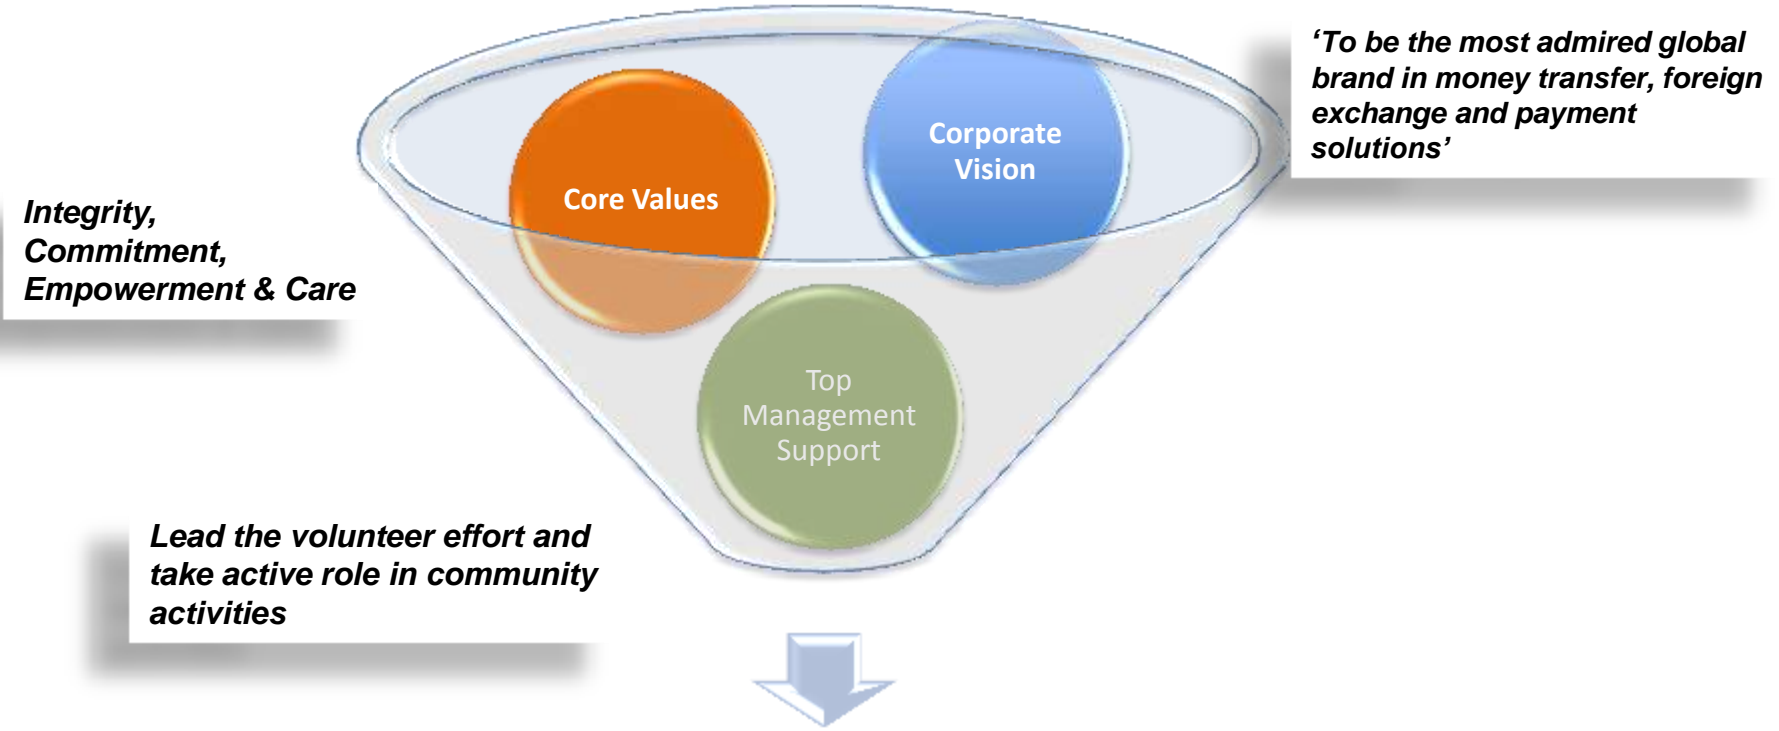 ‘To be the most admired global
brand in money transfer, foreign
exchange and payment
solutions’
Corporate
Vision
Core Values
Integrity,
Commitment,
Empowerment & Care
Top
Management
Support
Lead the volunteer effort and
take active role in community
activities